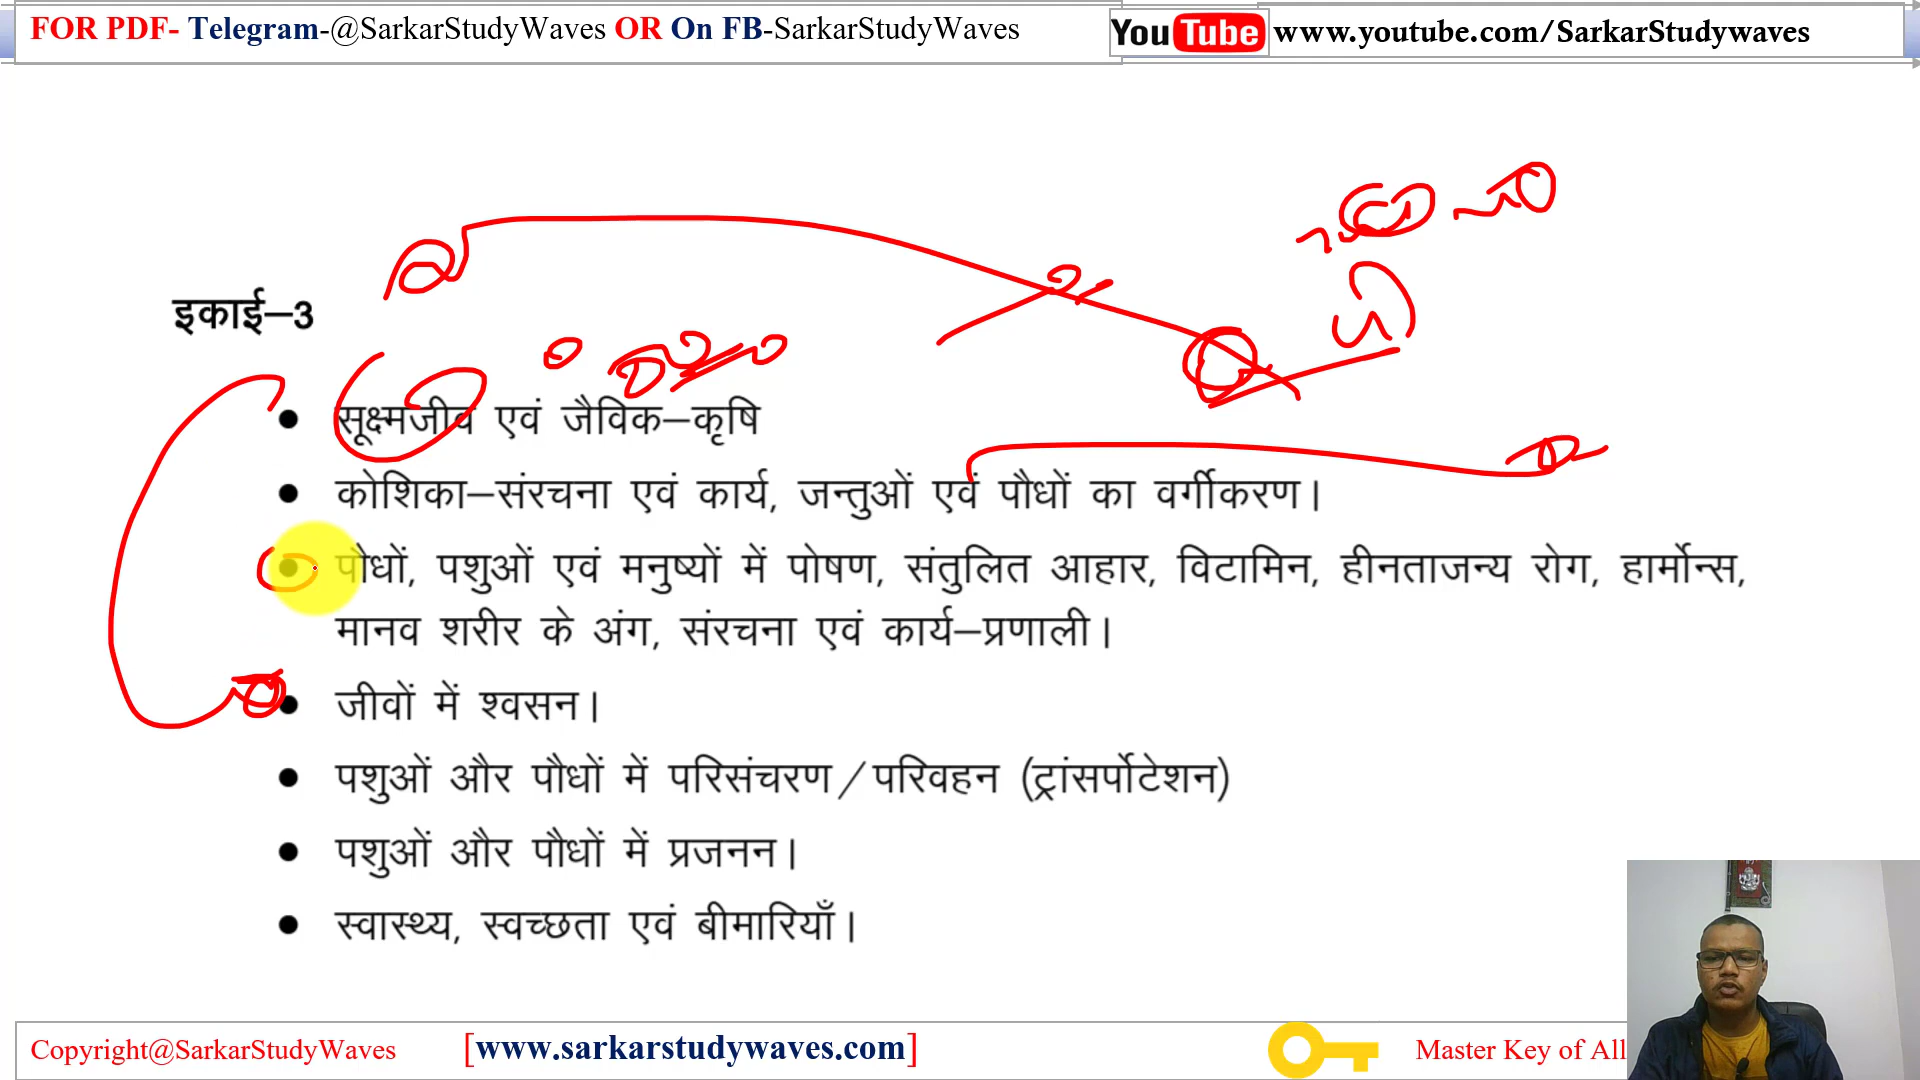 FOR PDF- Telegram-@SarkarStudyWaves OR On FB-SarkarStudyWaves
YouTube www.youtube.com/SarkarStudywaves
इकाई–3
• सूक्ष्मजीव एवं जैविक–कृषि
• कोशिका–संरचना एवं कार्य, जन्तुओं एवं पौधों का वर्गीकरण।
• पौधों, पशुओं एवं मनुष्यों में पोषण, संतुलित आहार, विटामिन, हीनताजन्य रोग, हार्मोन्स,
मानव शरीर के अंग, संरचना एवं कार्य–प्रणाली।
• जीवों में श्वसन।
• पशुओं और पौधों में परिसंचरण/परिवहन (ट्रांसर्पोटेशन)
• पशुओं और पौधों में प्रजनन।
• स्वास्थ्य, स्वच्छता एवं बीमारियाँ।
Copyright@SarkarStudyWaves [www.sarkarstudywaves.com] Master Key of All